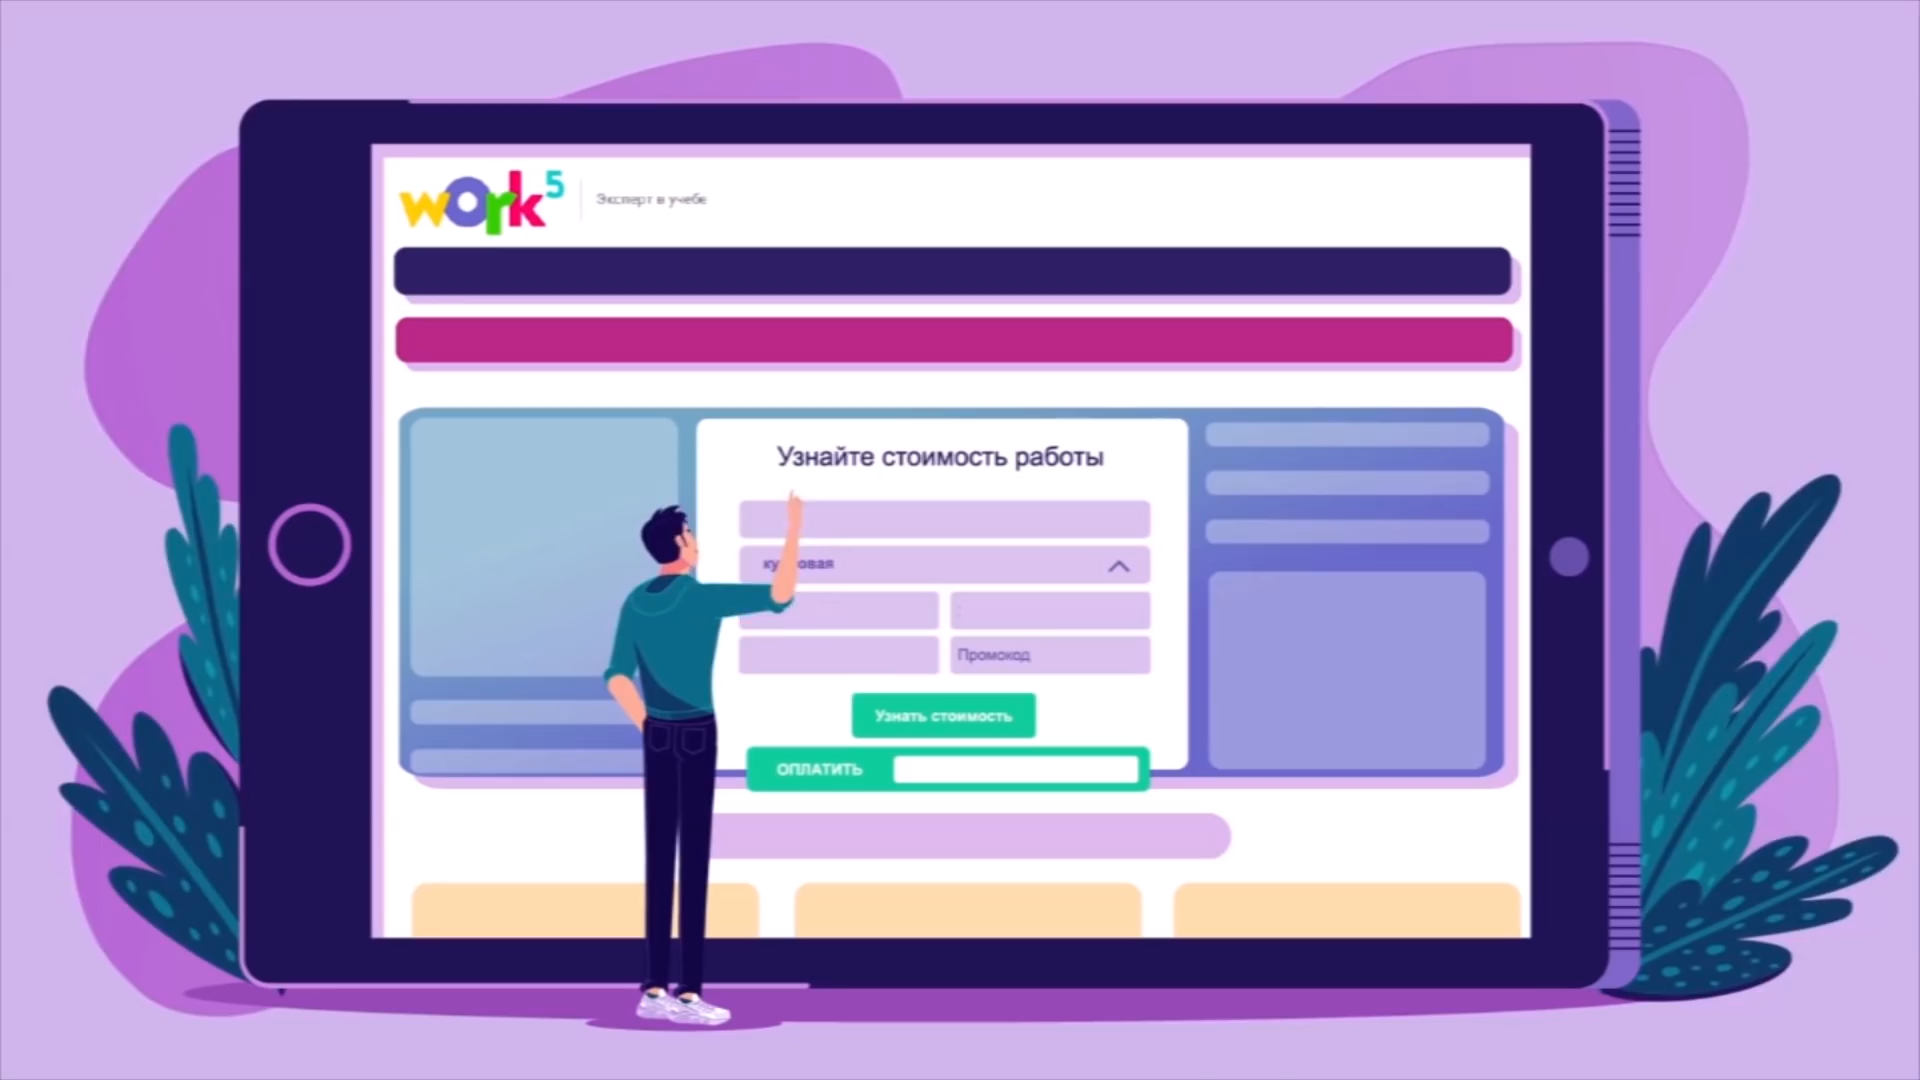 work5
Эксперт в учебе
Узнайте стоимость работы
Промокод
Узнать стоимость
ОПЛАТИТЬ